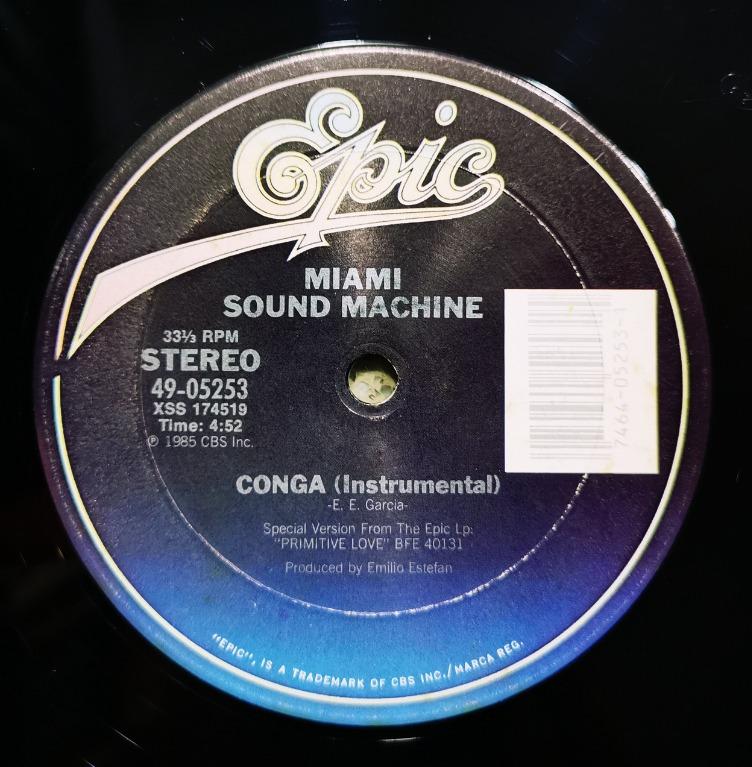 Epic
MIAMI
SOUND MACHINE
33⅓ RPM
STEREO
49-05253
XSS 174519
Time: 4:52
℗ 1985 CBS Inc.
7464-05253-1
CONGA (Instrumental)
-E. E. Garcia-
Special Version From The Epic Lp:
"PRIMITIVE LOVE" BFE 40131
Produced by Emilio Estefan
"EPIC", IS A TRADEMARK OF CBS INC./MARCA REG.